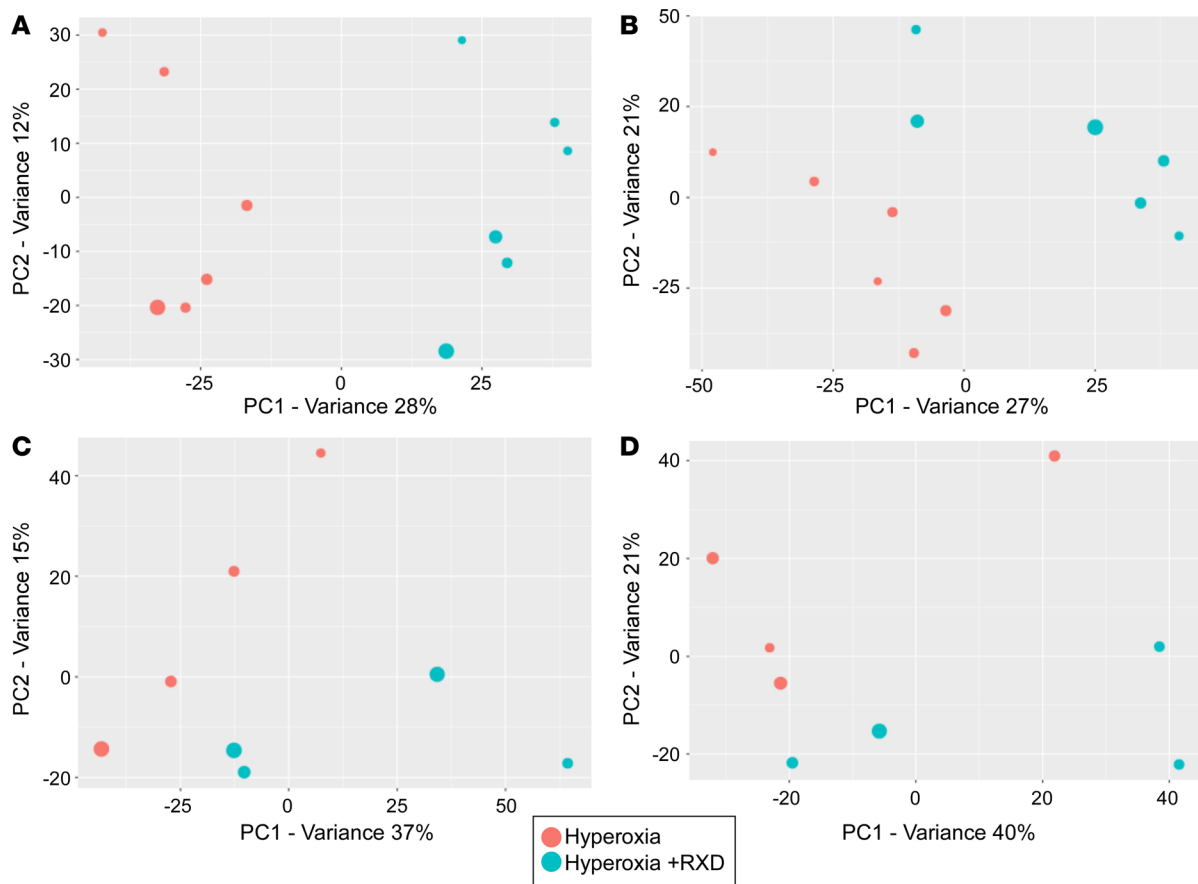 A
PC2 - Variance 12%
30
20
10
0
-10
-20
-30
-25
0
25
PC1 - Variance 28%
B
PC2 - Variance 21%
50
20
0
-25
-50
-25
0
25
PC1 - Variance 27%
C
PC2 - Variance 15%
40
20
0
-20
-25
0
25
50
PC1 - Variance 37%
D
PC2 - Variance 21%
40
20
0
-20
-20
0
20
40
PC1 - Variance 40%
Hyperoxia
Hyperoxia +RXD